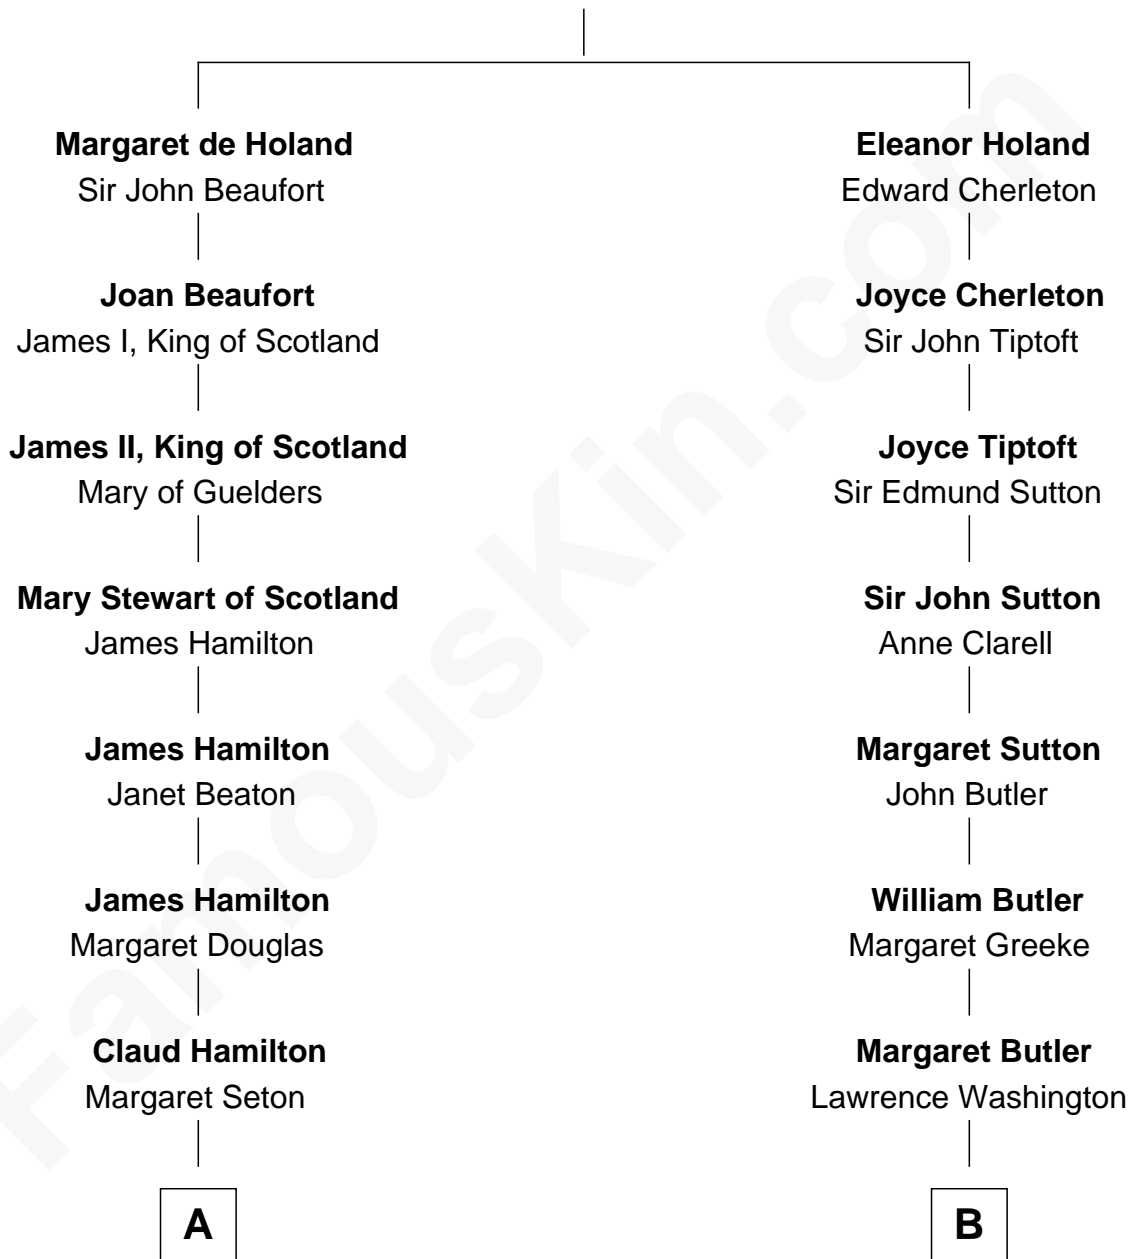 Margaret de Holand
Sir John Beaufort
Joan Beaufort
James I, King of Scotland
James II, King of Scotland
Mary of Guelders
Mary Stewart of Scotland
James Hamilton
James Hamilton
Janet Beaton
James Hamilton
Margaret Douglas
Claud Hamilton
Margaret Seton
A
Eleanor Holand
Edward Cherleton
Joyce Cherleton
Sir John Tiptoft
Joyce Tiptoft
Sir Edmund Sutton
Sir John Sutton
Anne Clarell
Margaret Sutton
John Butler
William Butler
Margaret Greeke
Margaret Butler
Lawrence Washington
B
FamousKin.com